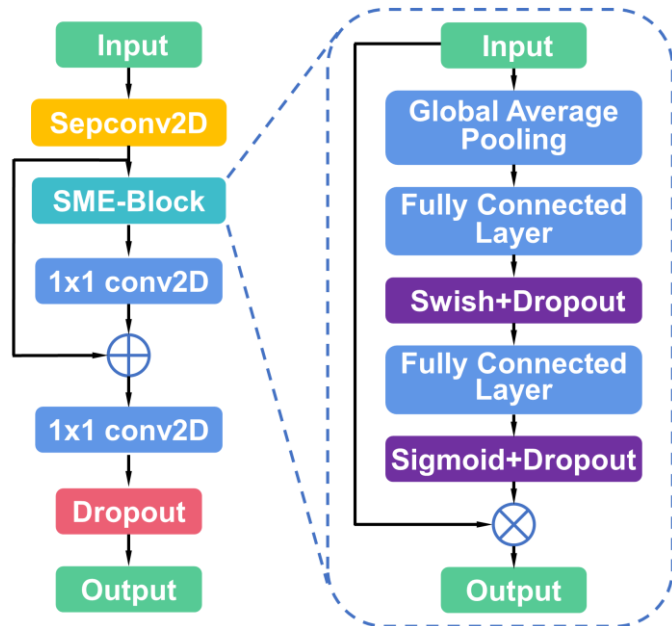 Input
Sepconv2D
SME-Block
1x1 conv2D
1x1 conv2D
Dropout
Output
Input
Global Average
Pooling
Fully Connected
Layer
Swish+Dropout
Fully Connected
Layer
Sigmoid+Dropout
Output